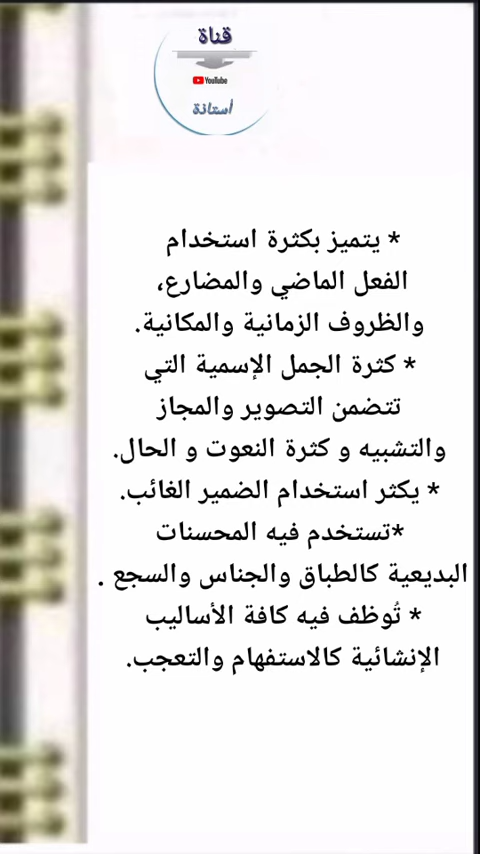 قناة
YouTube
أستاذة
* يتميز بكثرة استخدام
الفعل الماضي والمضارع،
والظروف الزمانية والمكانية.
* كثرة الجمل الإسمية التي
تتضمن التصوير والمجاز
والتشبيه و كثرة النعوت و الحال.
* يكثر استخدام الضمير الغائب.
*تستخدم فيه المحسنات
البديعية كالطباق والجناس والسجع .
* تُوظف فيه كافة الأساليب
الإنشائية كالاستفهام والتعجب.